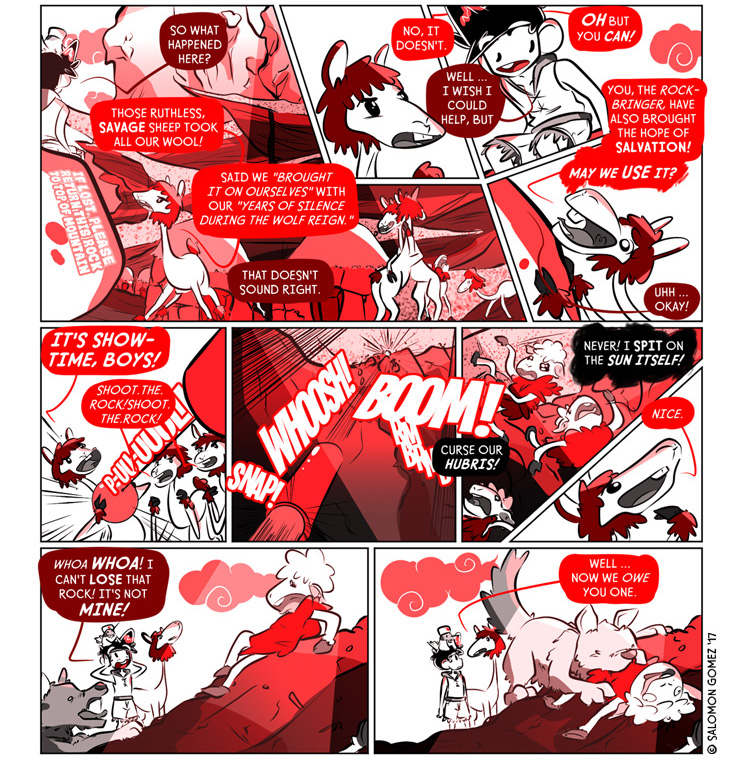 SO WHAT
HAPPENED
HERE?
THOSE RUTHLESS,
SAVAGE SHEEP TOOK
ALL OUR WOOL!
IF LOST, PLEASE
RETURN THIS ROCK
TO TOP OF MOUNTAIN
SAID WE "BROUGHT
IT ON OURSELVES" WITH
OUR "YEARS OF SILENCE
DURING THE WOLF REIGN."
THAT DOESN'T
SOUND RIGHT.
NO, IT
DOESN'T.
WELL ...
I WISH I
COULD
HELP, BUT
OH BUT
YOU CAN!
YOU, THE ROCK-
BRINGER, HAVE
ALSO BROUGHT
THE HOPE OF
SALVATION!
MAY WE USE IT?
UHH ...
OKAY!
IT'S SHOW-
TIME, BOYS!
SHOOT.THE.
ROCK!SHOOT.
THE.ROCK!
SNAP!
WHOOSH!
BOOM!
CURSE OUR
HUBRIS!
NEVER! I SPIT ON
THE SUN ITSELF!
NICE.
WHOA WHOA! I
CAN'T LOSE THAT
ROCK! IT'S NOT
MINE!
WELL ...
NOW WE OWE
YOU ONE.
© SALOMON GOMEZ '17